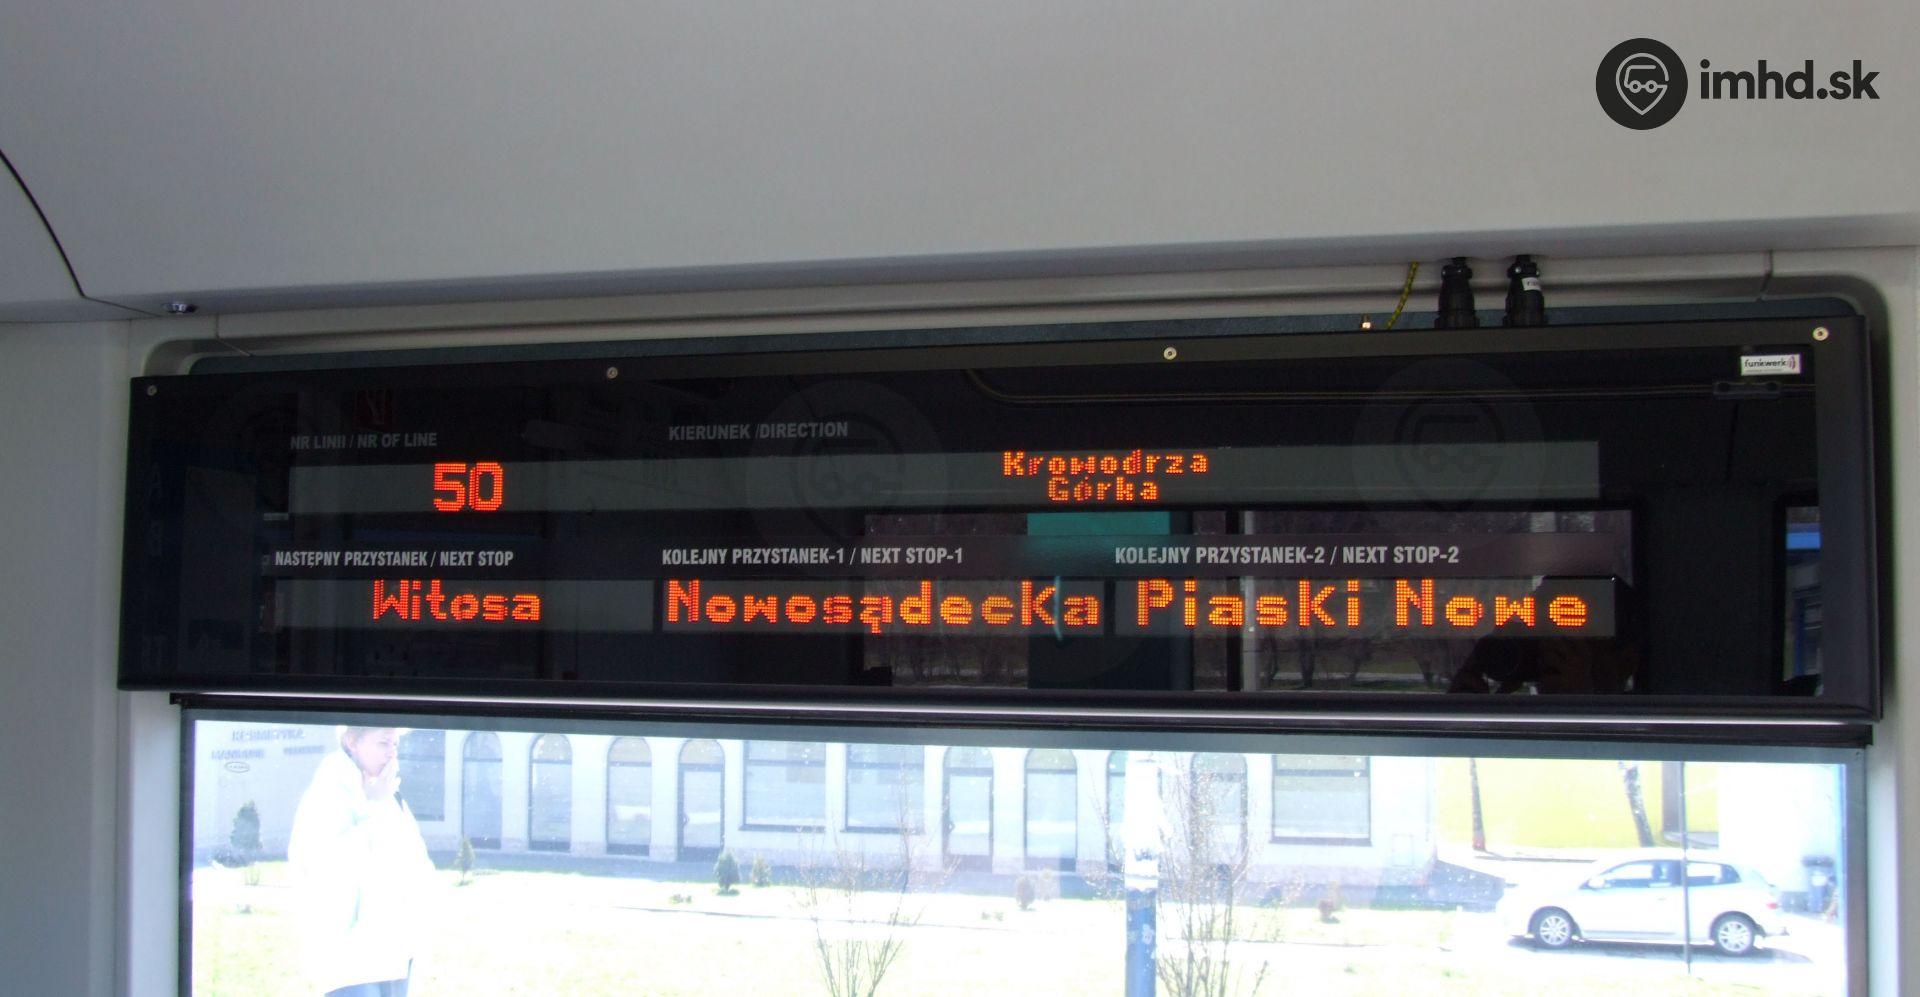 imhd.sk
funkwerk
NR LINII / NR OF LINE
KIERUNEK /DIRECTION
50
Krowodrza
Górka
NASTĘPNY PRZYSTANEK / NEXT STOP
KOLEJNY PRZYSTANEK-1 / NEXT STOP-1
KOLEJNY PRZYSTANEK-2 / NEXT STOP-2
Witosa
Nowosądecka
Piaski Nowe